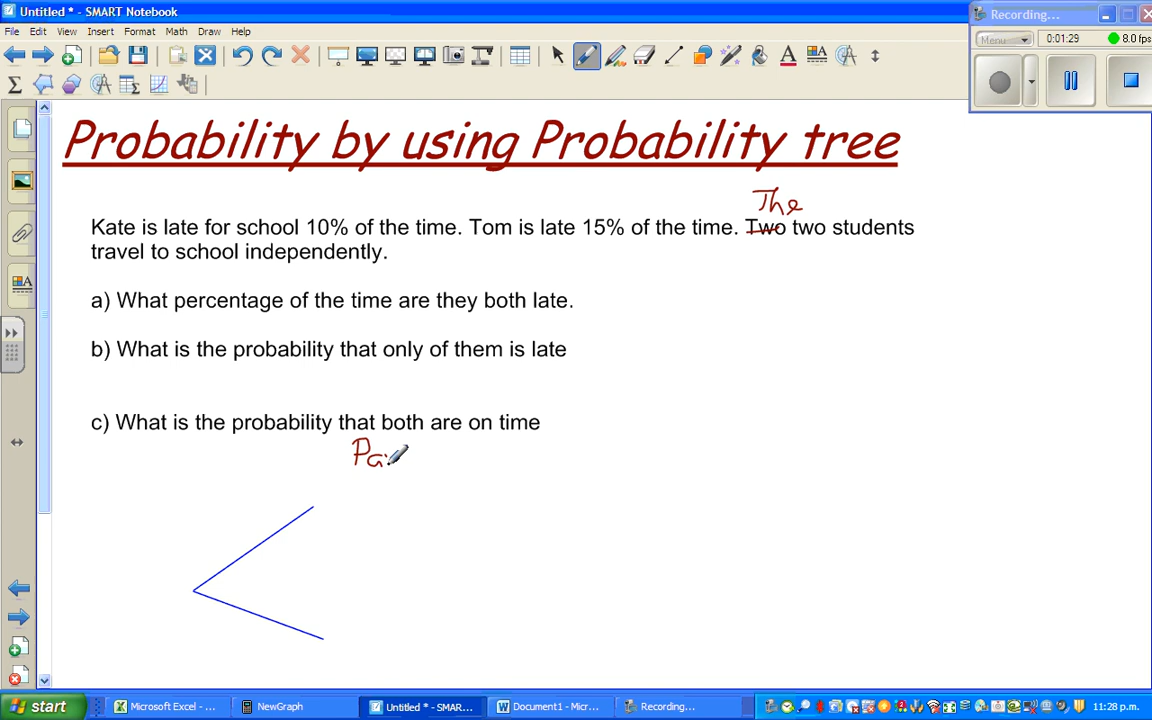 Untitled * - SMART Notebook
Recording...
File Edit View Insert Format Math Draw Help
Menu
0:01:29
8.0 fps
Probability by using Probability tree
The
Kate is late for school 10% of the time. Tom is late 15% of the time. Two two students
travel to school independently.
a) What percentage of the time are they both late.
b) What is the probability that only of them is late
c) What is the probability that both are on time
start
Microsoft Excel - ...
NewGraph
Untitled * - SMAR...
Document1 - Micr...
Recording...
11:28 p.m.